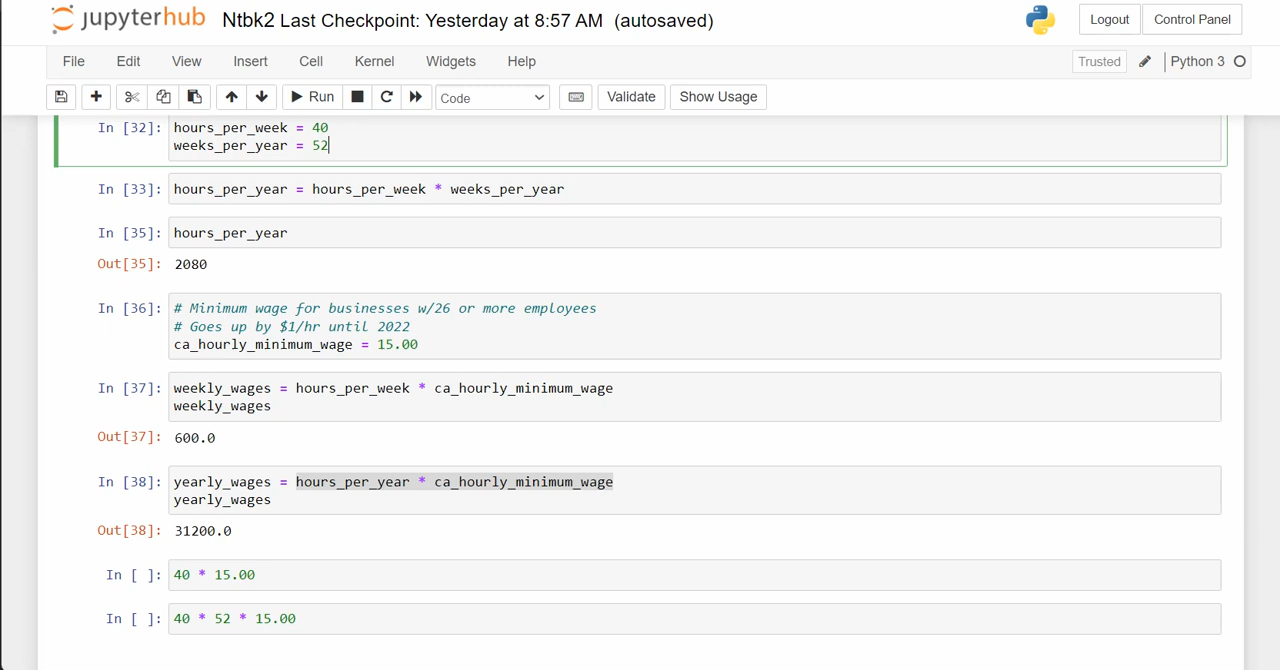 jupyterhub Ntbk2 Last Checkpoint: Yesterday at 8:57 AM (autosaved) Logout Control Panel
File Edit View Insert Cell Kernel Widgets Help Trusted Python 3
Run Code Validate Show Usage
In [32]: hours_per_week = 40
weeks_per_year = 52
In [33]: hours_per_year = hours_per_week * weeks_per_year
In [35]: hours_per_year
Out[35]: 2080
In [36]: # Minimum wage for businesses w/26 or more employees
# Goes up by $1/hr until 2022
ca_hourly_minimum_wage = 15.00
In [37]: weekly_wages = hours_per_week * ca_hourly_minimum_wage
weekly_wages
Out[37]: 600.0
In [38]: yearly_wages = hours_per_year * ca_hourly_minimum_wage
yearly_wages
Out[38]: 31200.0
In [ ]: 40 * 15.00
In [ ]: 40 * 52 * 15.00